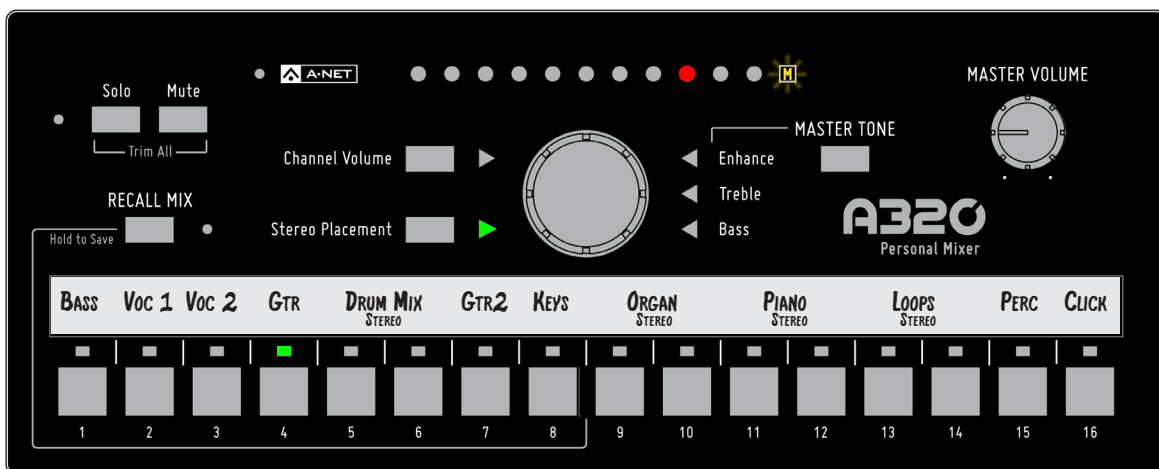 A-NET
M
MASTER VOLUME
Solo Mute
Trim All
MASTER TONE
Channel Volume
Enhance
Treble
RECALL MIX
Hold to Save
Stereo Placement
Bass
A320
Personal Mixer
BASS VOC 1 VOC 2 GTR DRUM MIX GTR2 KEYS ORGAN PIANO LOOPS PERC CLICK
STEREO STEREO STEREO STEREO
1 2 3 4 5 6 7 8 9 10 11 12 13 14 15 16